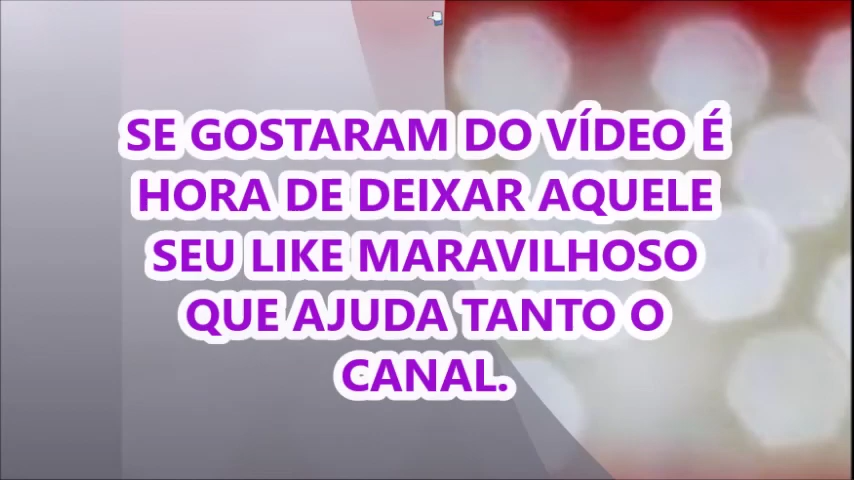 SE GOSTARAM DO VÍDEO É
HORA DE DEIXAR AQUELE
SEU LIKE MARAVILHOSO
QUE AJUDA TANTO O
CANAL.